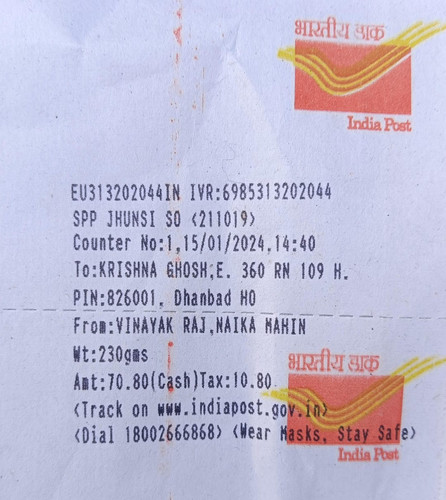 भारतीय डाक
India Post
EU313202044IN IVR:6985313202044
SPP JHUNSI SO <211019>
Counter No:1,15/01/2024,14:40
To:KRISHNA GHOSH,E. 360 RN 109 H.
PIN:826001, Dhanbad HO
From:VINAYAK RAJ,NAIKA MAHIN
Wt:230gms
Amt:70.80(Cash)Tax:10.80
<Track on www.indiapost.gov.in>
<Dial 18002666868> <Wear Masks, Stay Safe>
भारतीय डाक
India Post